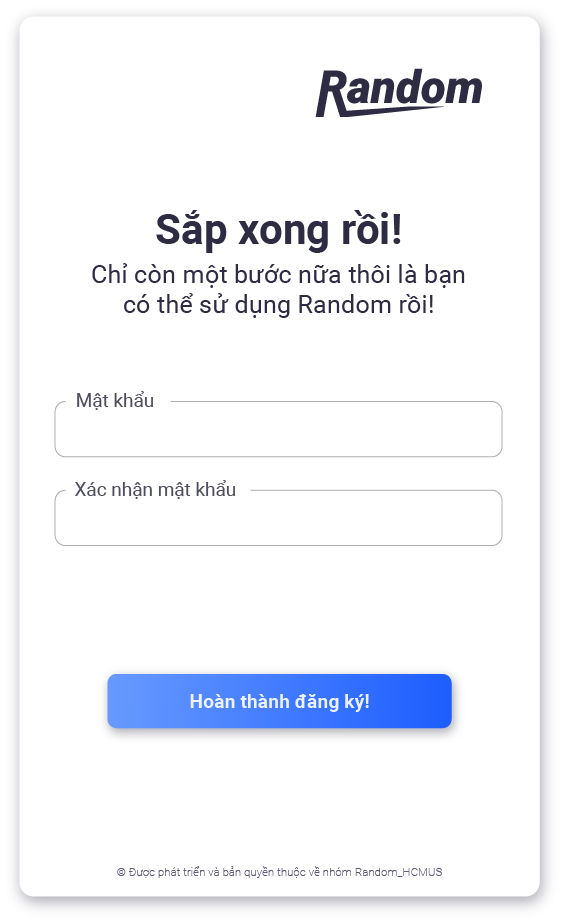 Random
Sắp xong rồi!
Chỉ còn một bước nữa thôi là bạn
có thể sử dụng Random rồi!
Mật khẩu
Xác nhận mật khẩu
Hoàn thành đăng ký!
© Được phát triển và bản quyền thuộc về nhóm Random_HCMUS